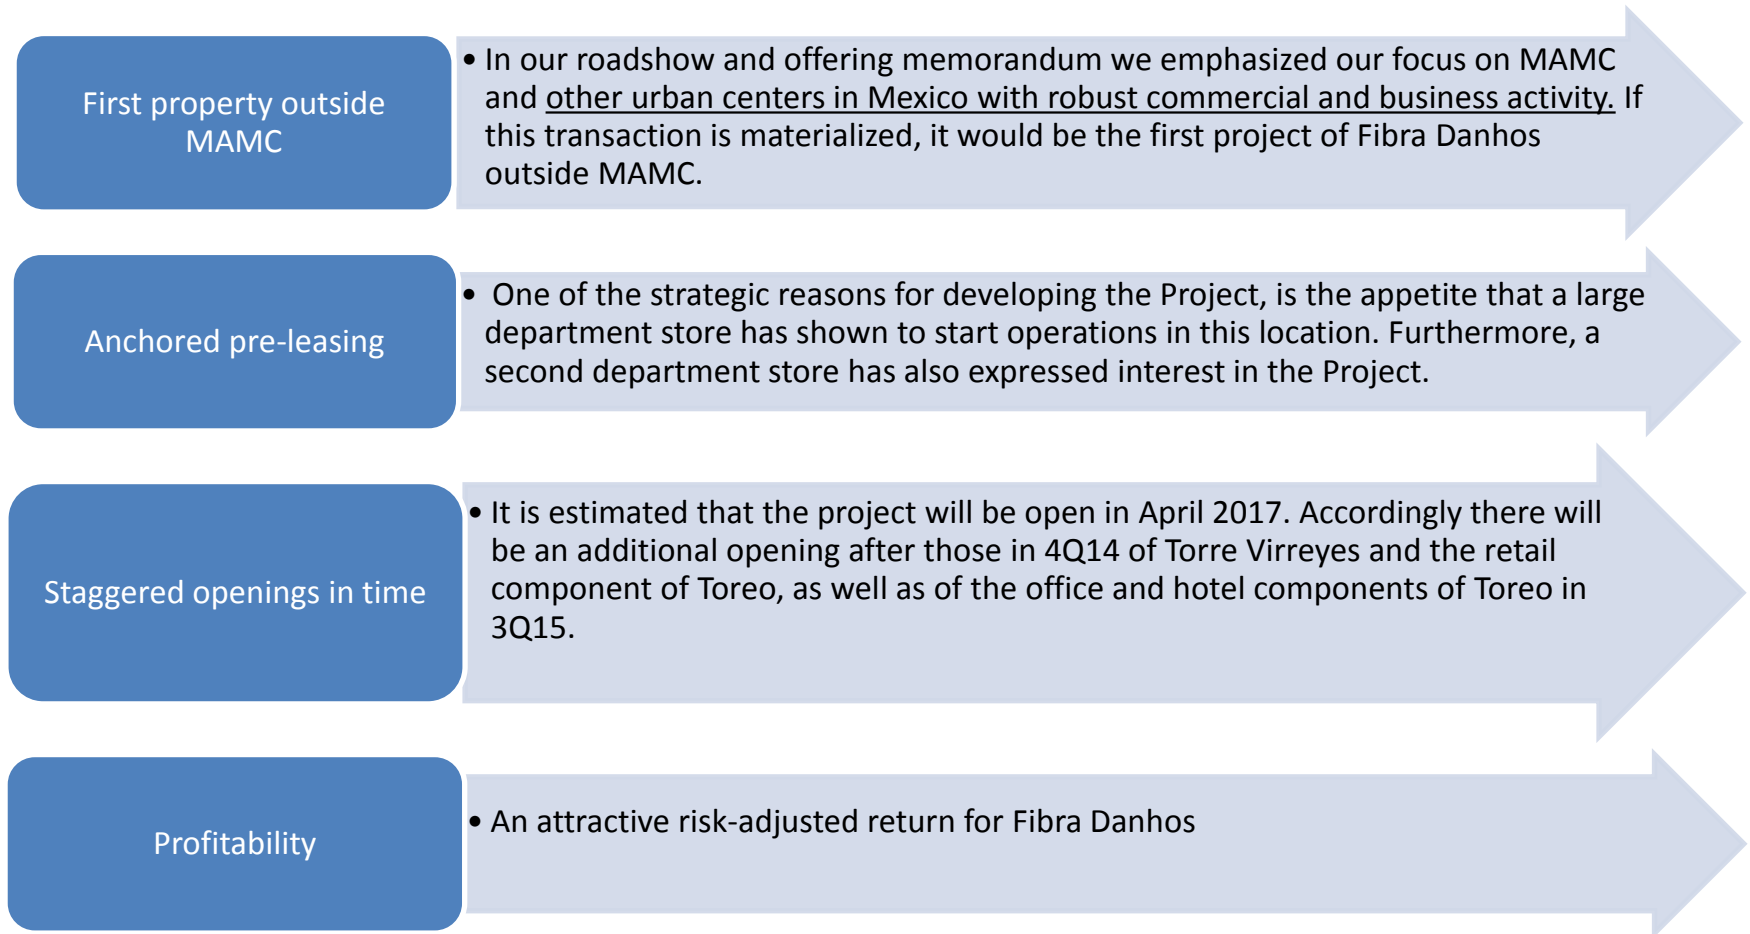 First property outside
MAMC
• In our roadshow and offering memorandum we emphasized our focus on MAMC
and other urban centers in Mexico with robust commercial and business activity. If
this transaction is materialized, it would be the first project of Fibra Danhos
outside MAMC.
Anchored pre-leasing
• One of the strategic reasons for developing the Project, is the appetite that a large
department store has shown to start operations in this location. Furthermore, a
second department store has also expressed interest in the Project.
Staggered openings in time
• It is estimated that the project will be open in April 2017. Accordingly there will
be an additional opening after those in 4Q14 of Torre Virreyes and the retail
component of Toreo, as well as of the office and hotel components of Toreo in
3Q15.
Profitability
• An attractive risk-adjusted return for Fibra Danhos